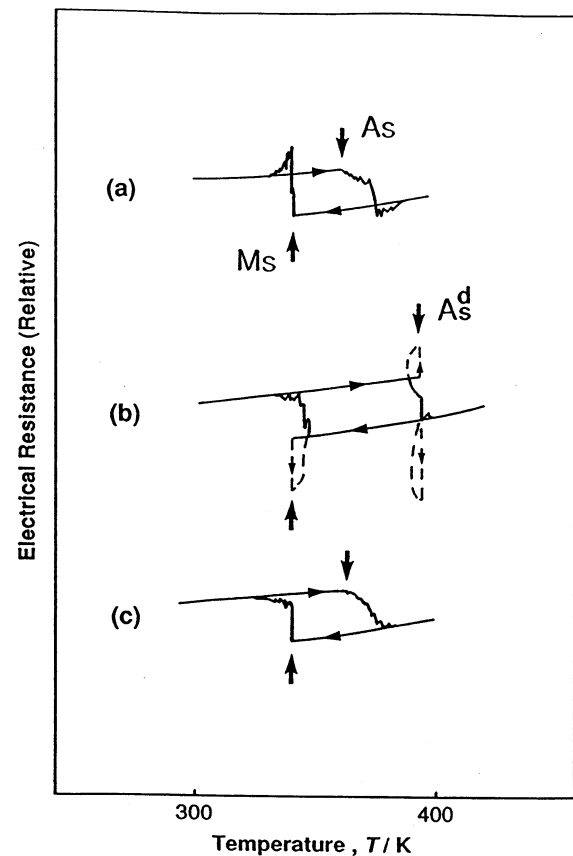 As
(a)
Ms
As^d
(b)
(c)
Electrical Resistance (Relative)
300
400
Temperature , T / K